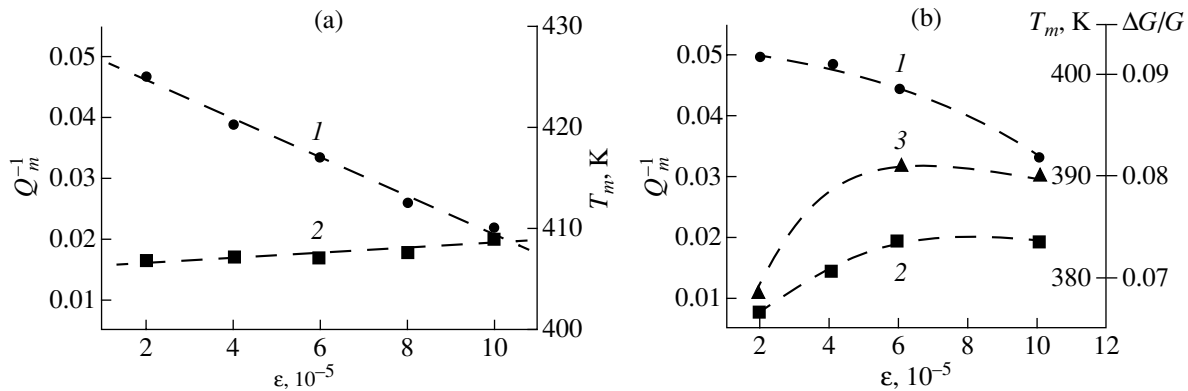 (a)
430
420
410
400
T_m, K
0.05
0.04
0.03
0.02
0.01
Q_m^{-1}
1
2
2 4 6 8 10
ε, 10^{-5}
(b)
T_m, K ΔG/G
0.05
0.04
0.03
0.02
0.01
Q_m^{-1}
1
3
2
400 0.09
390 0.08
380 0.07
2 4 6 8 10 12
ε, 10^{-5}